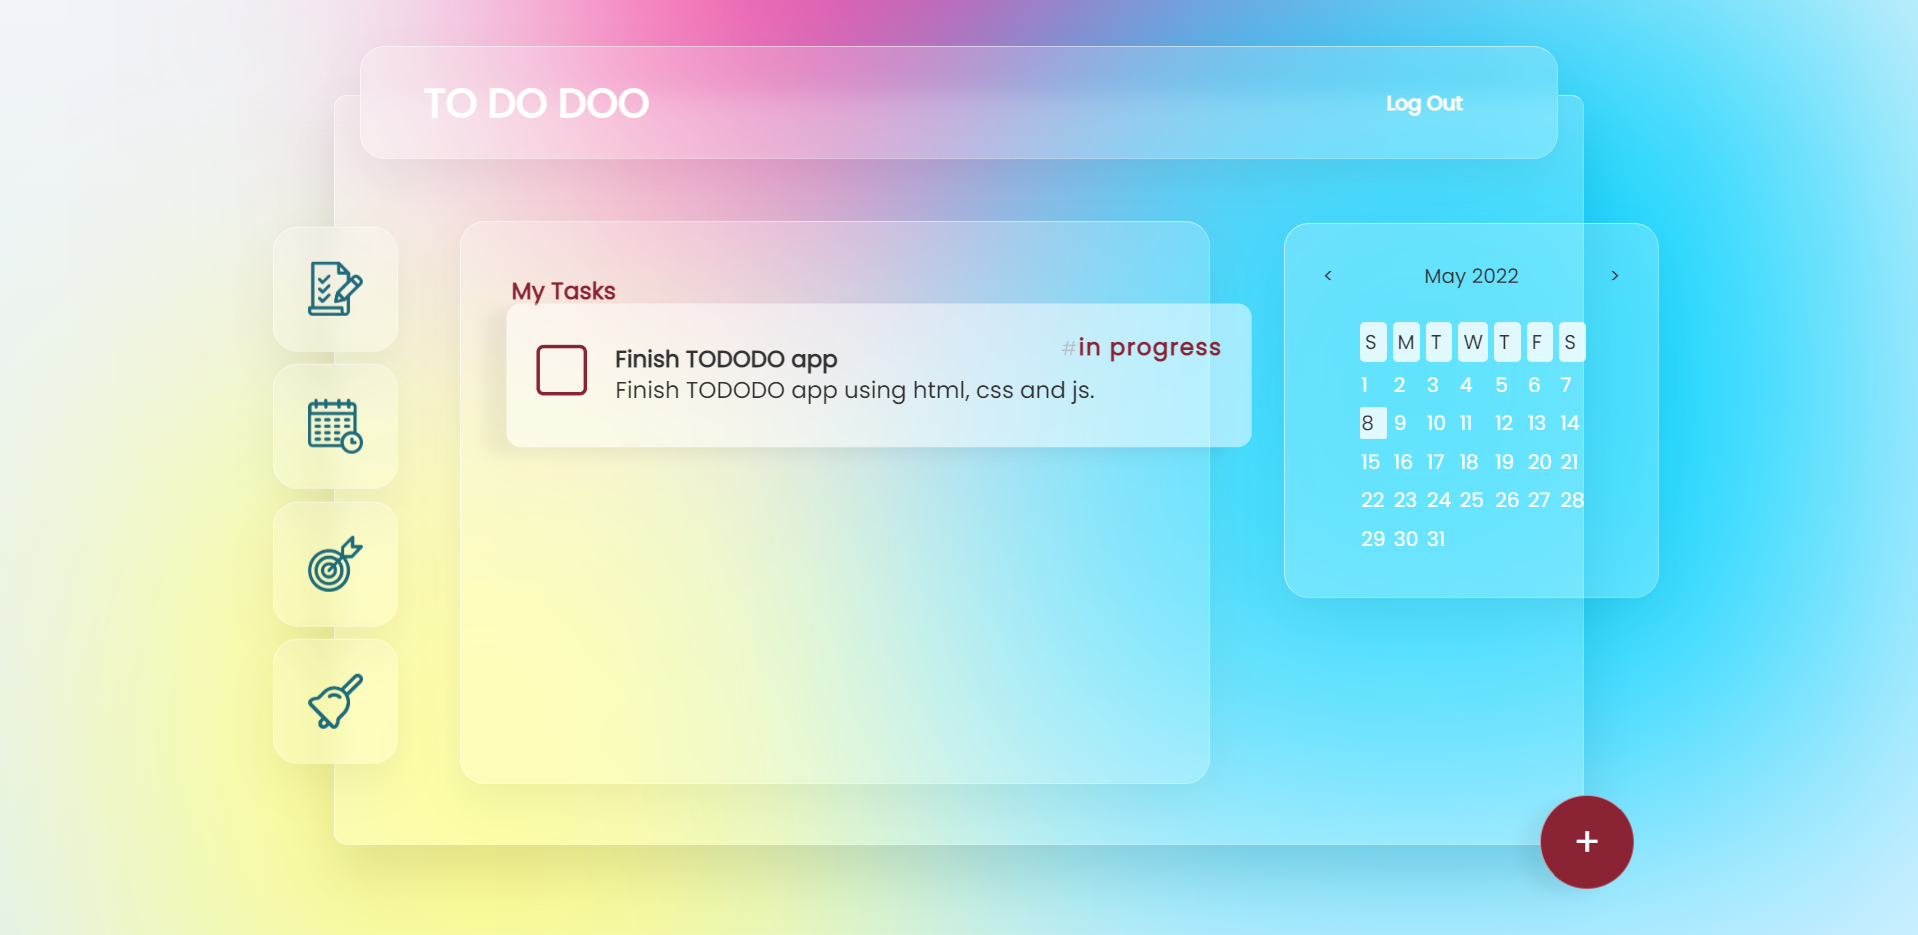 TO DO DOO
Log Out
My Tasks
Finish TODODO app
#in progress
Finish TODODO app using html, css and js.
< May 2022 >
S M T W T F S
1 2 3 4 5 6 7
8 9 10 11 12 13 14
15 16 17 18 19 20 21
22 23 24 25 26 27 28
29 30 31
+